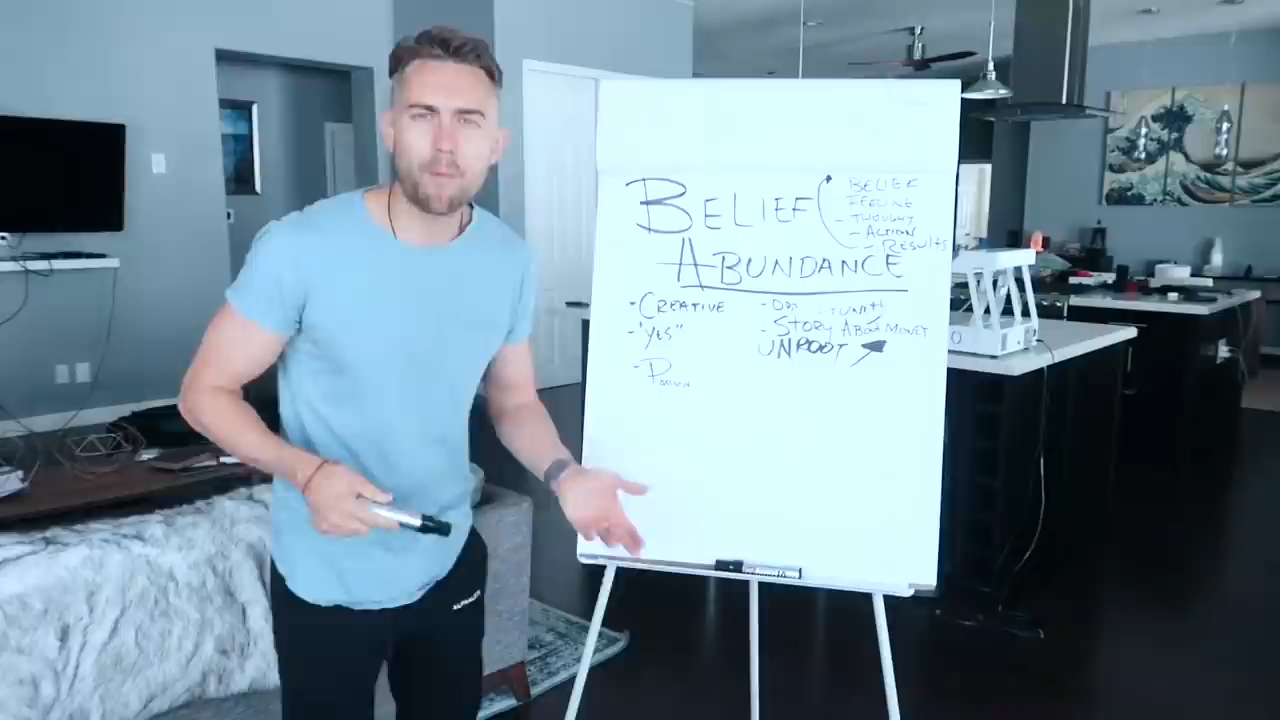 BELIEF
BELIEF
FEELING
- THOUGHT
- ACTION
- RESULTS
ABUNDANCE
- CREATIVE
- "YES"
- STORY ABOUT MONEY
UNROOT